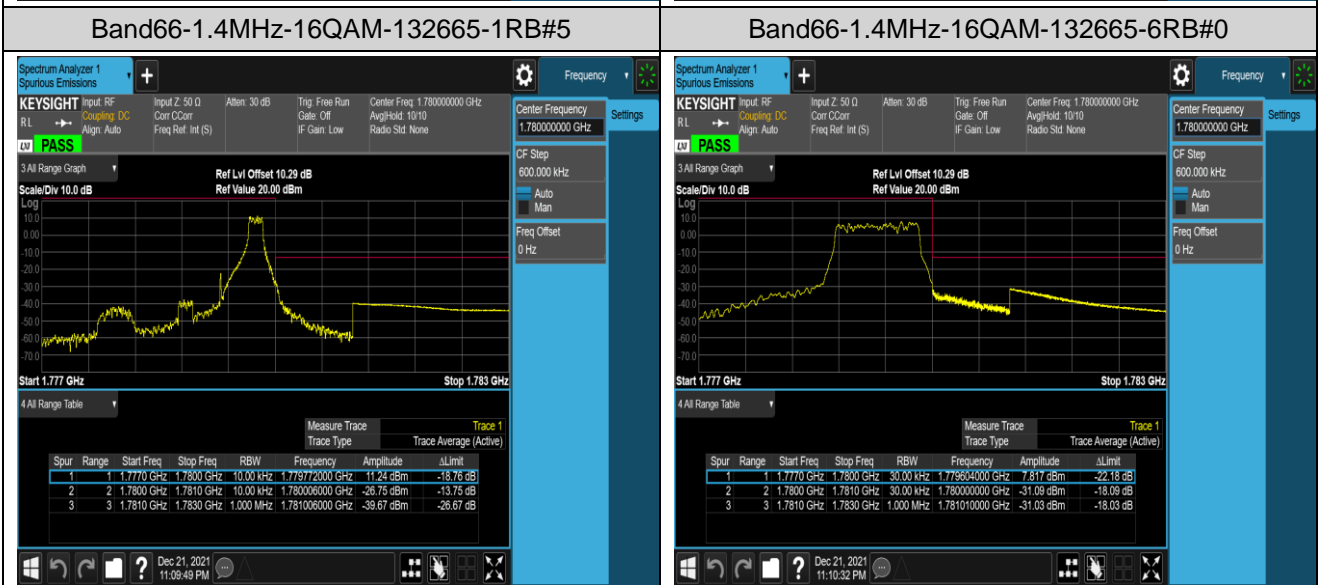 Band66-1.4MHz-16QAM-132665-1RB#5
Spectrum Analyzer 1
Spurious Emissions
+
Frequency
KEYSIGHT
RL
Input: RF
Coupling: DC
Align: Auto
Input Z: 50 Ω
Corr CCorr
Freq Ref: Int (S)
Atten: 30 dB
Trig: Free Run
Gate: Off
IF Gain: Low
Center Freq: 1.780000000 GHz
Avg|Hold: 10/10
Radio Std: None
LXI
PASS
Center Frequency
1.780000000 GHz
Settings
CF Step
600.000 kHz
Auto
Man
Freq Offset
0 Hz
3 All Range Graph
Ref Lvl Offset 10.29 dB
Scale/Div 10.0 dB
Ref Value 20.00 dBm
Log
10.0
0.00
-10.0
-20.0
-30.0
-40.0
-50.0
-60.0
-70.0
Start 1.777 GHz
Stop 1.783 GHz
4 All Range Table
Measure Trace Trace 1
Trace Type Trace Average (Active)
Spur Range Start Freq Stop Freq RBW Frequency Amplitude ΔLimit
1 1 1.7770 GHz 1.7800 GHz 10.00 kHz 1.779772000 GHz 11.24 dBm -18.76 dB
2 2 1.7800 GHz 1.7810 GHz 10.00 kHz 1.780006000 GHz -26.75 dBm -13.75 dB
3 3 1.7810 GHz 1.7830 GHz 1.000 MHz 1.781006000 GHz -39.67 dBm -26.67 dB
?
Dec 21, 2021
11:09:49 PM
Band66-1.4MHz-16QAM-132665-6RB#0
Spectrum Analyzer 1
Spurious Emissions
+
Frequency
KEYSIGHT
RL
Input: RF
Coupling: DC
Align: Auto
Input Z: 50 Ω
Corr CCorr
Freq Ref: Int (S)
Atten: 30 dB
Trig: Free Run
Gate: Off
IF Gain: Low
Center Freq: 1.780000000 GHz
Avg|Hold: 10/10
Radio Std: None
LXI
PASS
Center Frequency
1.780000000 GHz
Settings
CF Step
600.000 kHz
Auto
Man
Freq Offset
0 Hz
3 All Range Graph
Ref Lvl Offset 10.29 dB
Scale/Div 10.0 dB
Ref Value 20.00 dBm
Log
10.0
0.00
-10.0
-20.0
-30.0
-40.0
-50.0
-60.0
-70.0
Start 1.777 GHz
Stop 1.783 GHz
4 All Range Table
Measure Trace Trace 1
Trace Type Trace Average (Active)
Spur Range Start Freq Stop Freq RBW Frequency Amplitude ΔLimit
1 1 1.7770 GHz 1.7800 GHz 30.00 kHz 1.779604000 GHz 7.817 dBm -22.18 dB
2 2 1.7800 GHz 1.7810 GHz 30.00 kHz 1.780000000 GHz -31.09 dBm -18.09 dB
3 3 1.7810 GHz 1.7830 GHz 1.000 MHz 1.781010000 GHz -31.03 dBm -18.03 dB
?
Dec 21, 2021
11:10:32 PM